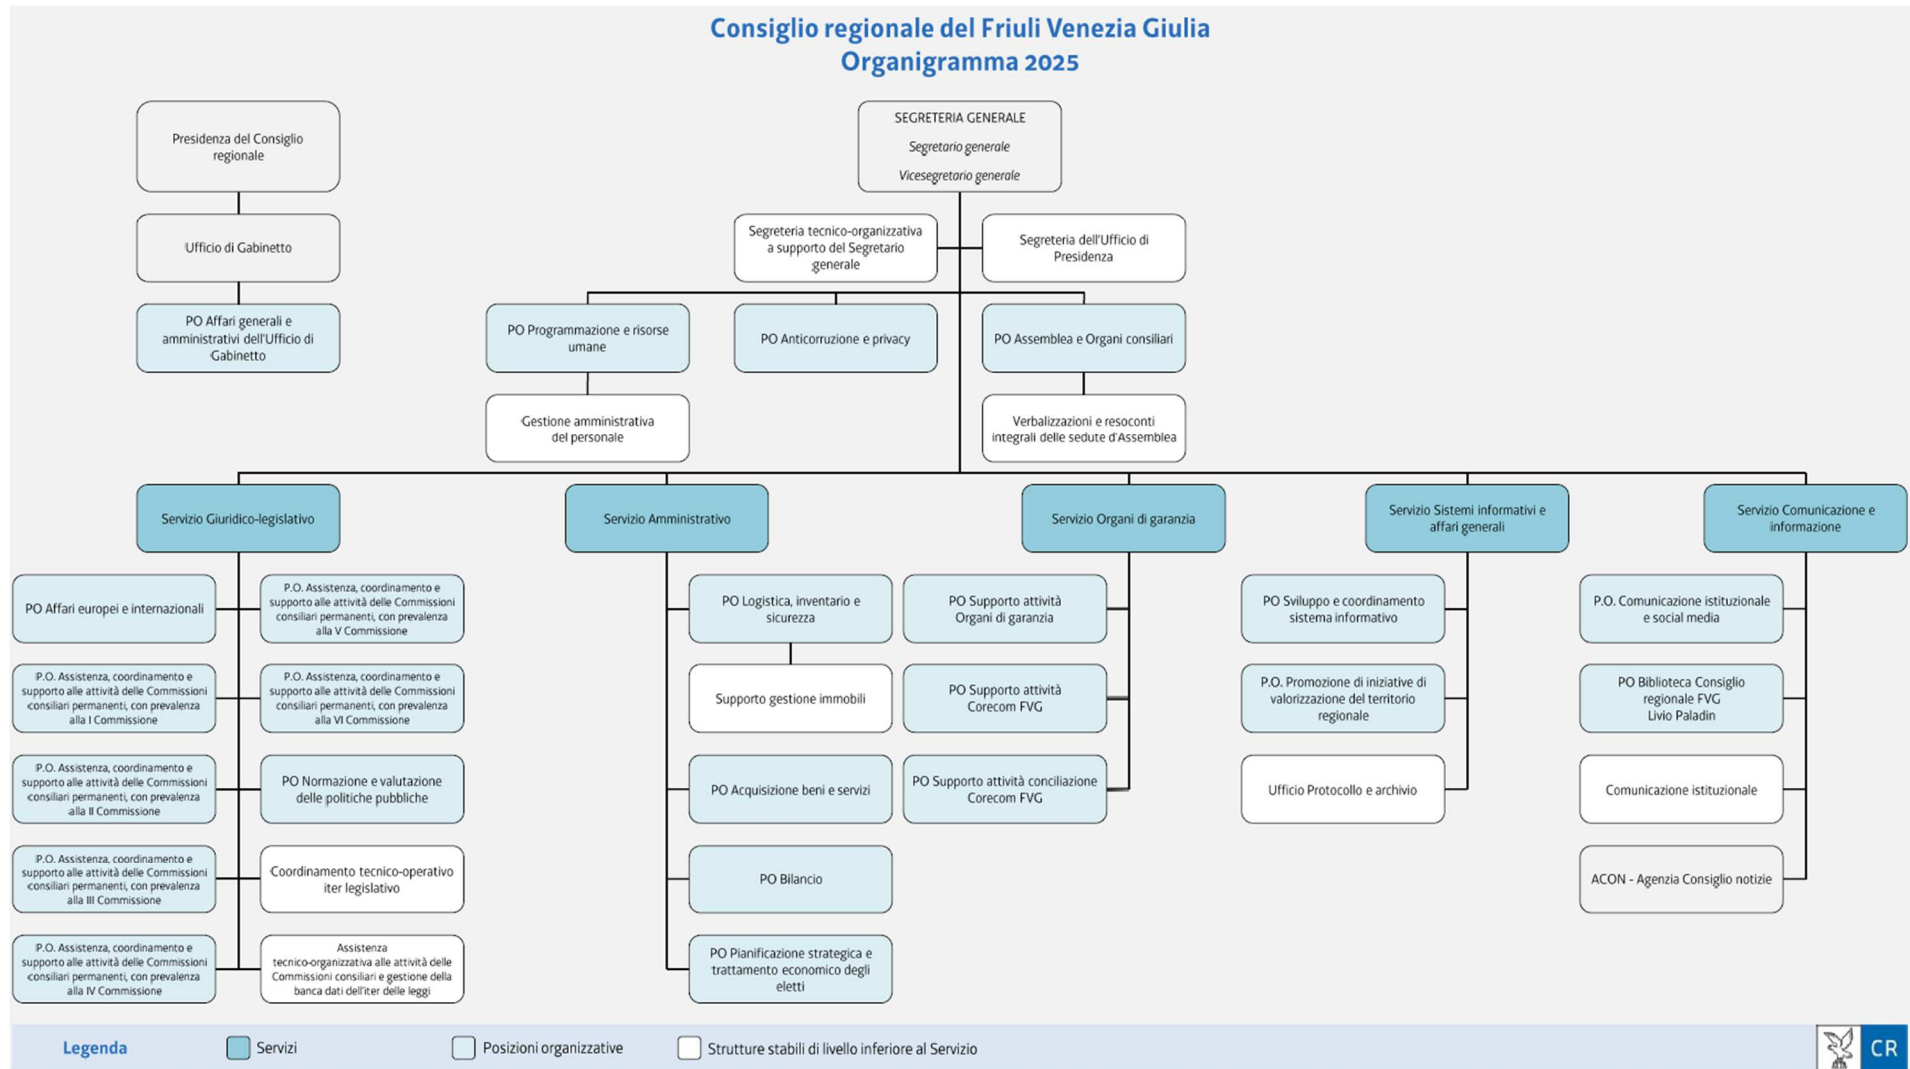 Consiglio regionale del Friuli Venezia Giulia
Organigramma 2025
Presidenza del Consiglio
regionale
Ufficio di Gabinetto
PO Affari generali e
amministrativi dell'Ufficio di
Gabinetto
SEGRETERIA GENERALE
Segretario generale
Vicesegretario generale
Segreteria tecnico-organizzativa
a supporto del Segretario
generale
Segreteria dell'Ufficio di
Presidenza
PO Programmazione e risorse
umane
PO Anticorruzione e privacy
PO Assemblea e Organi consiliari
Gestione amministrativa
del personale
Verbalizzazioni e resoconti
integrali delle sedute d'Assemblea
Servizio Giuridico-legislativo
PO Affari europei e internazionali
P.O. Assistenza, coordinamento e
supporto alle attività delle Commissioni
consiliari permanenti, con prevalenza
alla V Commissione
P.O. Assistenza, coordinamento e
supporto alle attività delle Commissioni
consiliari permanenti, con prevalenza
alla I Commissione
P.O. Assistenza, coordinamento e
supporto alle attività delle Commissioni
consiliari permanenti, con prevalenza
alla VI Commissione
P.O. Assistenza, coordinamento e
supporto alle attività delle Commissioni
consiliari permanenti, con prevalenza
alla II Commissione
PO Normazione e valutazione
delle politiche pubbliche
P.O. Assistenza, coordinamento e
supporto alle attività delle Commissioni
consiliari permanenti, con prevalenza
alla III Commissione
Coordinamento tecnico-operativo
iter legislativo
P.O. Assistenza, coordinamento e
supporto alle attività delle Commissioni
consiliari permanenti, con prevalenza
alla IV Commissione
Assistenza
tecnico-organizzativa alle attività delle
Commissioni consiliari e gestione della
banca dati dell'iter delle leggi
Servizio Amministrativo
PO Logistica, inventario e
sicurezza
Supporto gestione immobili
PO Acquisizione beni e servizi
PO Bilancio
PO Pianificazione strategica e
trattamento economico degli
eletti
Servizio Organi di garanzia
PO Supporto attività
Organi di garanzia
PO Supporto attività
Corecom FVG
PO Supporto attività conciliazione
Corecom FVG
Servizio Sistemi informativi e
affari generali
PO Sviluppo e coordinamento
sistema informativo
P.O. Promozione di iniziative di
valorizzazione del territorio
regionale
Ufficio Protocollo e archivio
Servizio Comunicazione e
informazione
P.O. Comunicazione istituzionale
e social media
PO Biblioteca Consiglio
regionale FVG
Livio Paladin
Comunicazione istituzionale
ACON - Agenzia Consiglio notizie
Legenda
Servizi
Posizioni organizzative
Strutture stabili di livello inferiore al Servizio
CR